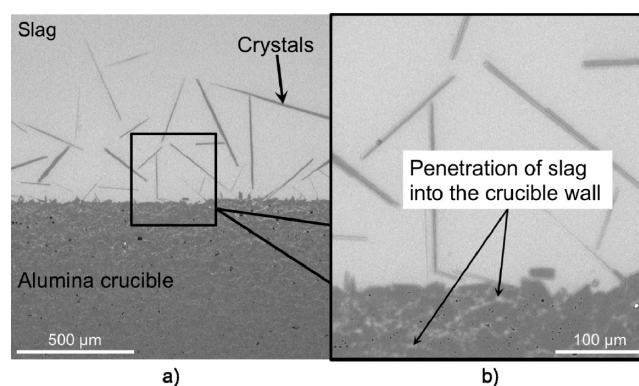 Slag
Crystals
Alumina crucible
500 µm
a)
Penetration of slag
into the crucible wall
100 µm
b)